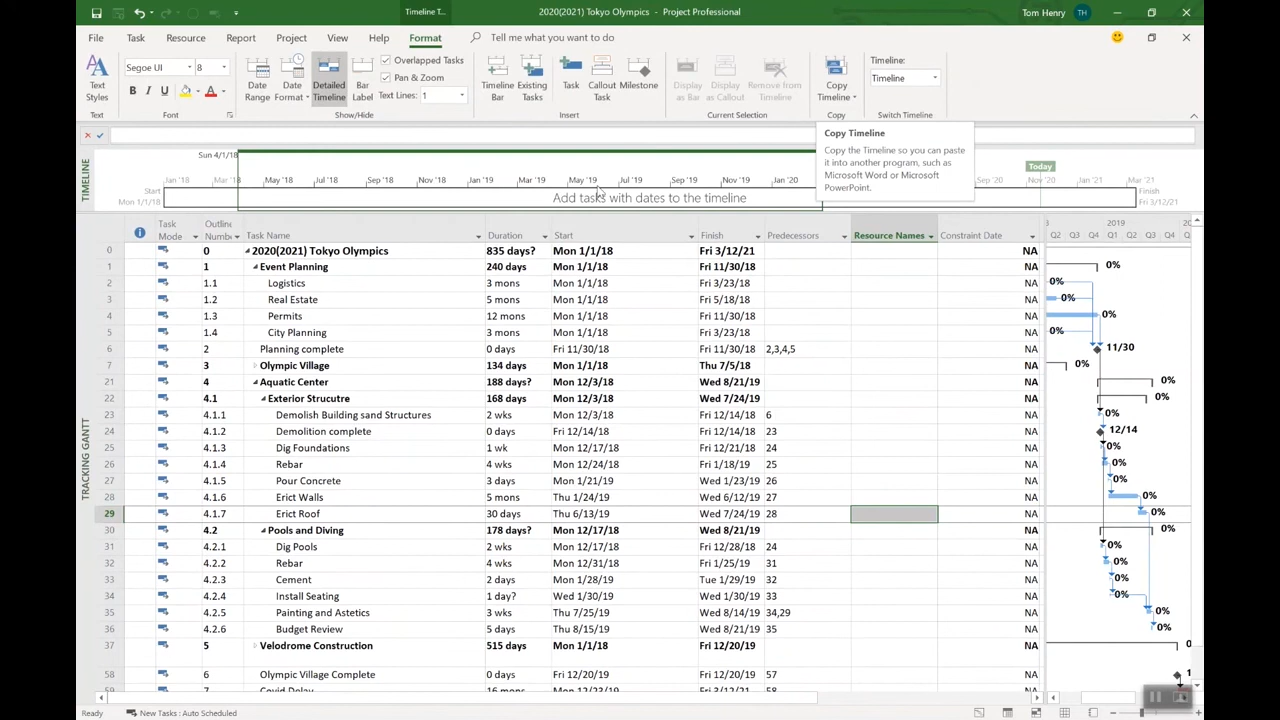 Timeline T... 2020(2021) Tokyo Olympics - Project Professional Tom Henry TH
File Task Resource Report Project View Help Format Tell me what you want to do
Segoe UI 8
B I U A
Text Styles
Date Range
Date Format
Detailed Timeline
Bar Label
Overlapped Tasks
Pan & Zoom
Text Lines: 1
Timeline Bar
Existing Tasks
Task
Callout Task
Milestone
Display as Bar
Display as Callout
Remove from Timeline
Copy Timeline
Timeline:
Timeline
Text Font Show/Hide Insert Current Selection Copy Switch Timeline
Copy Timeline
Copy the Timeline so you can paste
it into another program, such as
Microsoft Word or Microsoft
PowerPoint.
TIMELINE
Sun 4/1/18
Today
Jan '18 Mar '18 May '18 Jul '18 Sep '18 Nov '18 Jan '19 Mar '19 May '19 Jul '19 Sep '19 Nov '19 Jan '20 Sep '20 Nov '20 Jan '21 Mar '21
Start
Mon 1/1/18
Add tasks with dates to the timeline
Finish
Fri 3/12/21
TRACKING GANTT
Task Mode Outline Number Task Name Duration Start Finish Predecessors Resource Names Constraint Date
2019
Q2 Q3 Q4 Q1 Q2 Q3 Q4 Q1
0 0 2020(2021) Tokyo Olympics 835 days? Mon 1/1/18 Fri 3/12/21 NA
1 1 Event Planning 240 days Mon 1/1/18 Fri 11/30/18 NA 0%
2 1.1 Logistics 3 mons Mon 1/1/18 Fri 3/23/18 NA 0%
3 1.2 Real Estate 5 mons Mon 1/1/18 Fri 5/18/18 NA 0%
4 1.3 Permits 12 mons Mon 1/1/18 Fri 11/30/18 NA 0%
5 1.4 City Planning 3 mons Mon 1/1/18 Fri 3/23/18 NA 0%
6 2 Planning complete 0 days Fri 11/30/18 Fri 11/30/18 2,3,4,5 NA 11/30
7 3 Olympic Village 134 days Mon 1/1/18 Thu 7/5/18 NA 0%
21 4 Aquatic Center 188 days? Mon 12/3/18 Wed 8/21/19 NA 0%
22 4.1 Exterior Strucutre 168 days Mon 12/3/18 Wed 7/24/19 NA 0%
23 4.1.1 Demolish Building sand Structures 2 wks Mon 12/3/18 Fri 12/14/18 6 NA 0%
24 4.1.2 Demolition complete 0 days Fri 12/14/18 Fri 12/14/18 23 NA 12/14
25 4.1.3 Dig Foundations 1 wk Mon 12/17/18 Fri 12/21/18 24 NA 0%
26 4.1.4 Rebar 4 wks Mon 12/24/18 Fri 1/18/19 25 NA 0%
27 4.1.5 Pour Concrete 3 days Mon 1/21/19 Wed 1/23/19 26 NA 0%
28 4.1.6 Erict Walls 5 mons Thu 1/24/19 Wed 6/12/19 27 NA 0%
29 4.1.7 Erict Roof 30 days Thu 6/13/19 Wed 7/24/19 28 NA 0%
30 4.2 Pools and Diving 178 days? Mon 12/17/18 Wed 8/21/19 NA 0%
31 4.2.1 Dig Pools 2 wks Mon 12/17/18 Fri 12/28/18 24 NA 0%
32 4.2.2 Rebar 4 wks Mon 12/31/18 Fri 1/25/19 31 NA 0%
33 4.2.3 Cement 2 days Mon 1/28/19 Tue 1/29/19 32 NA 0%
34 4.2.4 Install Seating 1 day? Wed 1/30/19 Wed 1/30/19 33 NA 0%
35 4.2.5 Painting and Astetics 3 wks Thu 7/25/19 Wed 8/14/19 34,29 NA 0%
36 4.2.6 Budget Review 5 days Thu 8/15/19 Wed 8/21/19 35 NA 0%
37 5 Velodrome Construction 515 days Mon 1/1/18 Fri 12/20/19 NA
58 6 Olympic Village Complete 0 days Fri 12/20/19 Fri 12/20/19 57 NA
59 7 Covid Delay 16 mons Mon 12/23/19 Fri 3/12/21 58 NA
Ready New Tasks : Auto Scheduled